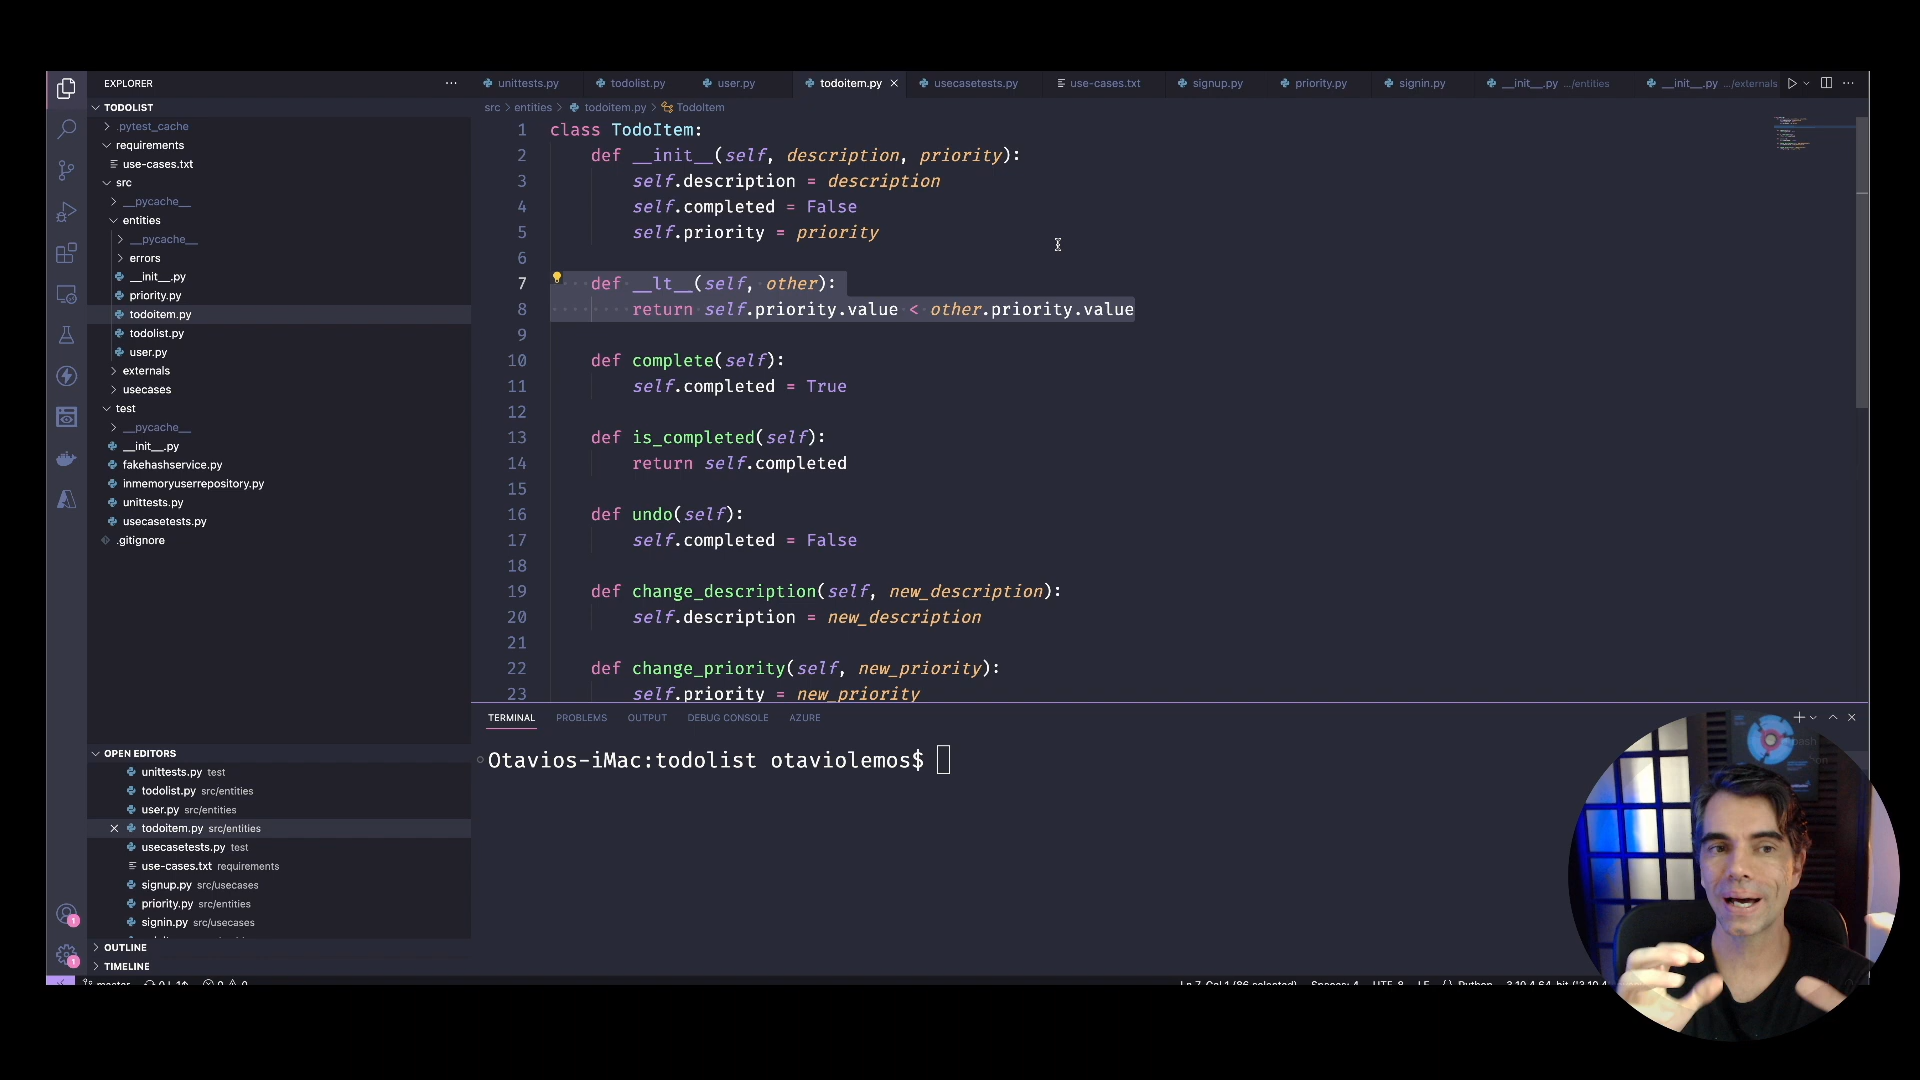 EXPLORER
TODOLIST
.pytest_cache
requirements
use-cases.txt
src
__pycache__
entities
__pycache__
errors
__init__.py
priority.py
todoitem.py
todolist.py
user.py
externals
usecases
test
__pycache__
__init__.py
fakehashservice.py
inmemoryuserrepository.py
unittests.py
usecasetests.py
.gitignore
OPEN EDITORS
unittests.py test
todolist.py src/entities
user.py src/entities
todoitem.py src/entities
usecasetests.py test
use-cases.txt requirements
signup.py src/usecases
priority.py src/entities
signin.py src/usecases
OUTLINE
TIMELINE
unittests.py todolist.py user.py todoitem.py usecasetests.py use-cases.txt signup.py priority.py signin.py __init__.py .../entities __init__.py .../externals
src > entities > todoitem.py > TodoItem
1 class TodoItem:
2 def __init__(self, description, priority):
3 self.description = description
4 self.completed = False
5 self.priority = priority
6
7 def __lt__(self, other):
8 return self.priority.value < other.priority.value
9
10 def complete(self):
11 self.completed = True
12
13 def is_completed(self):
14 return self.completed
15
16 def undo(self):
17 self.completed = False
18
19 def change_description(self, new_description):
20 self.description = new_description
21
22 def change_priority(self, new_priority):
23 self.priority = new_priority
TERMINAL PROBLEMS OUTPUT DEBUG CONSOLE AZURE
Otavios-iMac:todolist otaviolemos$